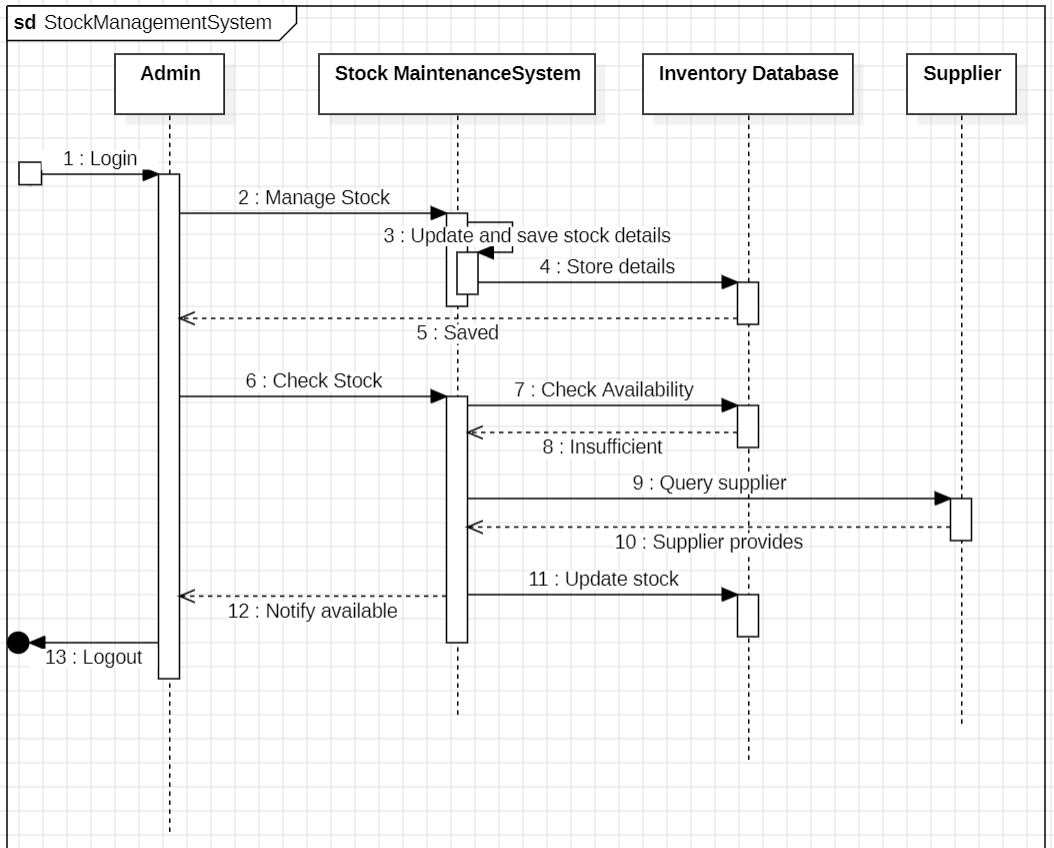 sd StockManagementSystem
Admin
Stock MaintenanceSystem
Inventory Database
Supplier
1 : Login
2 : Manage Stock
3 : Update and save stock details
4 : Store details
5 : Saved
6 : Check Stock
7 : Check Availability
8 : Insufficient
9 : Query supplier
10 : Supplier provides
11 : Update stock
12 : Notify available
13 : Logout